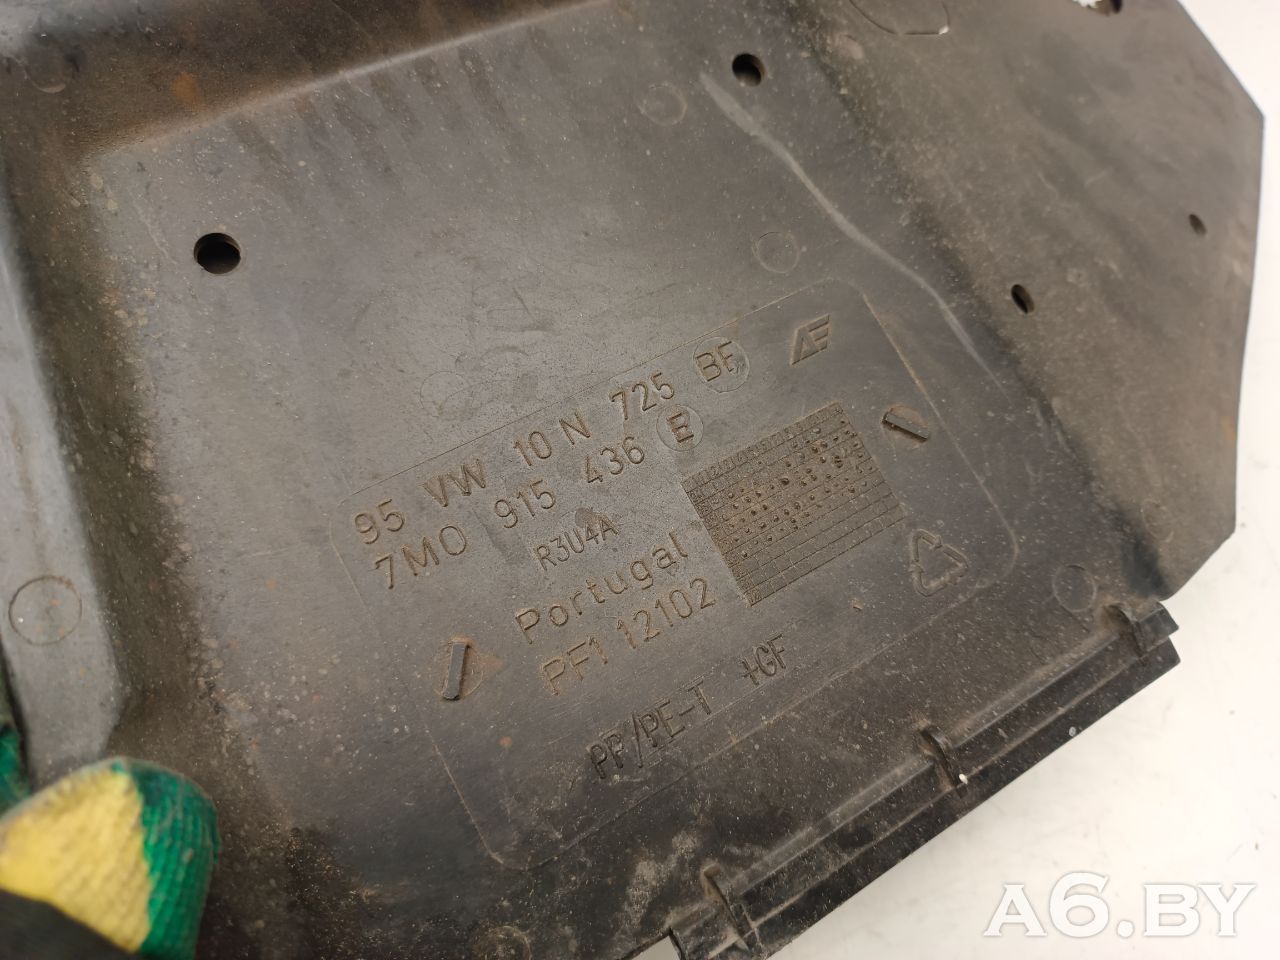 95 VW 10 N 725 BF
7M0 915 436 E
R3U4A
Portugal
PF1 12102
PP/PE-T +GF
A6.BY